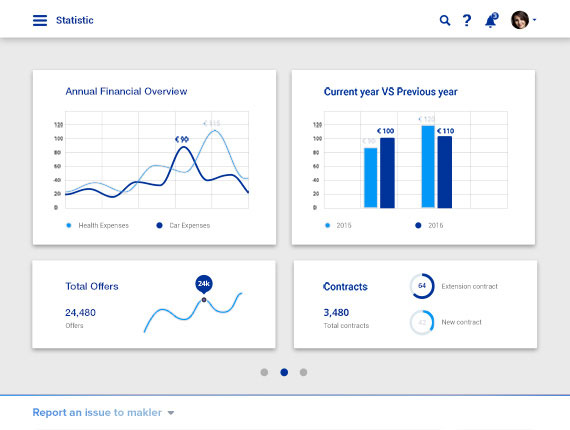 Statistic
3
Annual Financial Overview
€ 115
€ 90
120
100
80
60
40
20
0
Health Expenses
Car Expenses
Current year VS Previous year
€ 120
€ 100
€ 110
120
100
80
60
40
20
0
2015
2016
Total Offers
24k
24,480
Offers
Contracts
64
Extension contract
3,480
Total contracts
New contract
Report an issue to makler